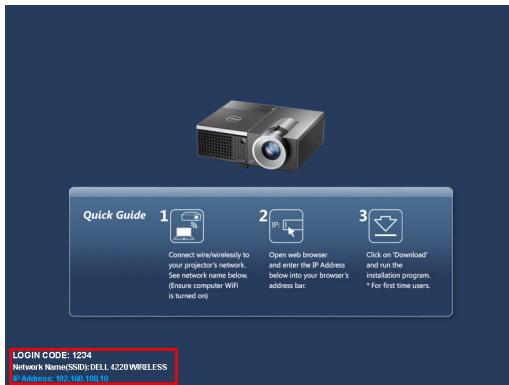 DELL
Quick Guide
1
Connect wire/wirelessly to
your projector's network.
See network name below.
(Ensure computer WiFi
is turned on)
2
IP:
Open web browser
and enter the IP Address
below into your browser's
address bar.
3
Click on 'Download'
and run the
installation program.
* For first time users.
LOGIN CODE: 1234
Network Name(SSID): DELL 4220 WIRELESS
IP Address: 192.168.100.10